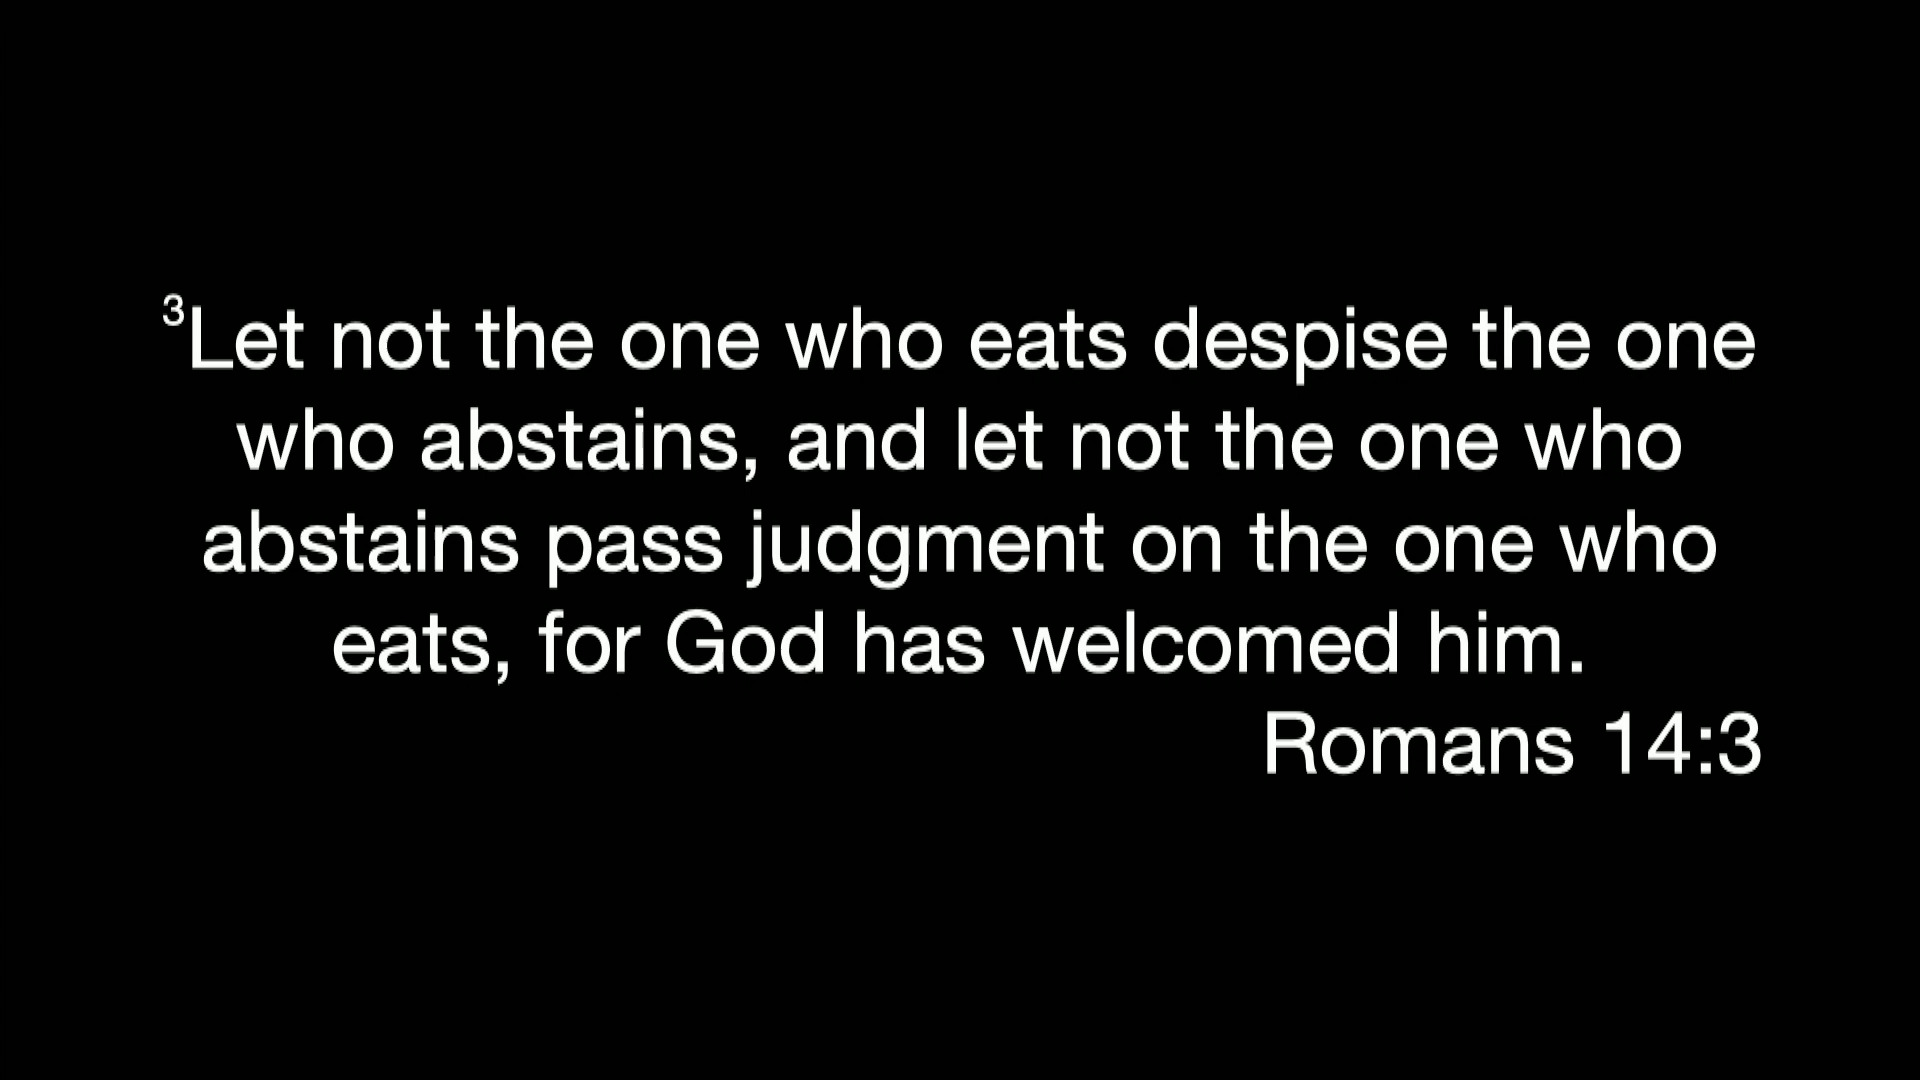 ³Let not the one who eats despise the one
who abstains, and let not the one who
abstains pass judgment on the one who
eats, for God has welcomed him.
Romans 14:3